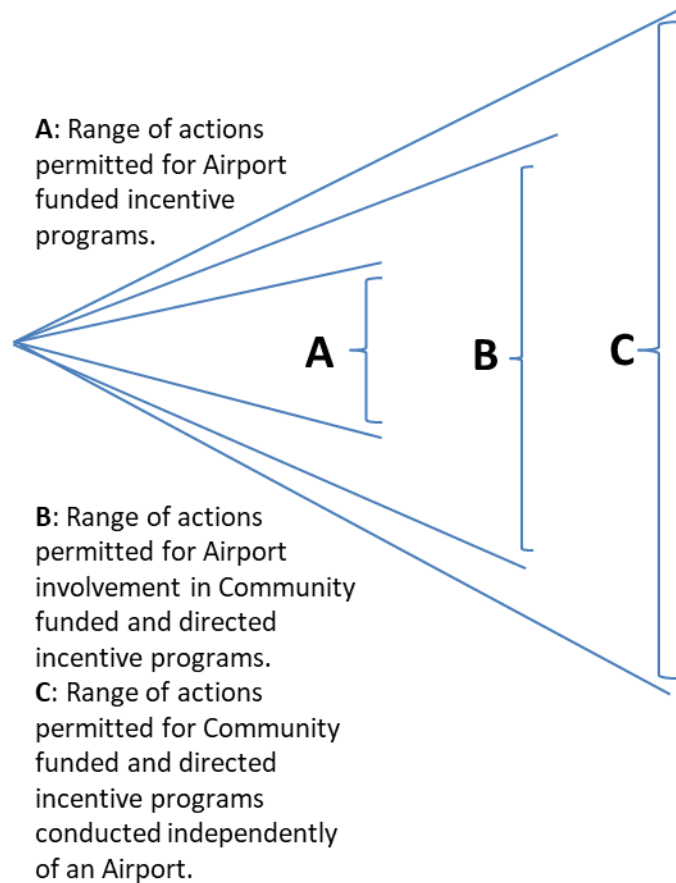 A: Range of actions
permitted for Airport
funded incentive
programs.
A
B
C
B: Range of actions
permitted for Airport
involvement in Community
funded and directed
incentive programs.
C: Range of actions
permitted for Community
funded and directed
incentive programs
conducted independently
of an Airport.